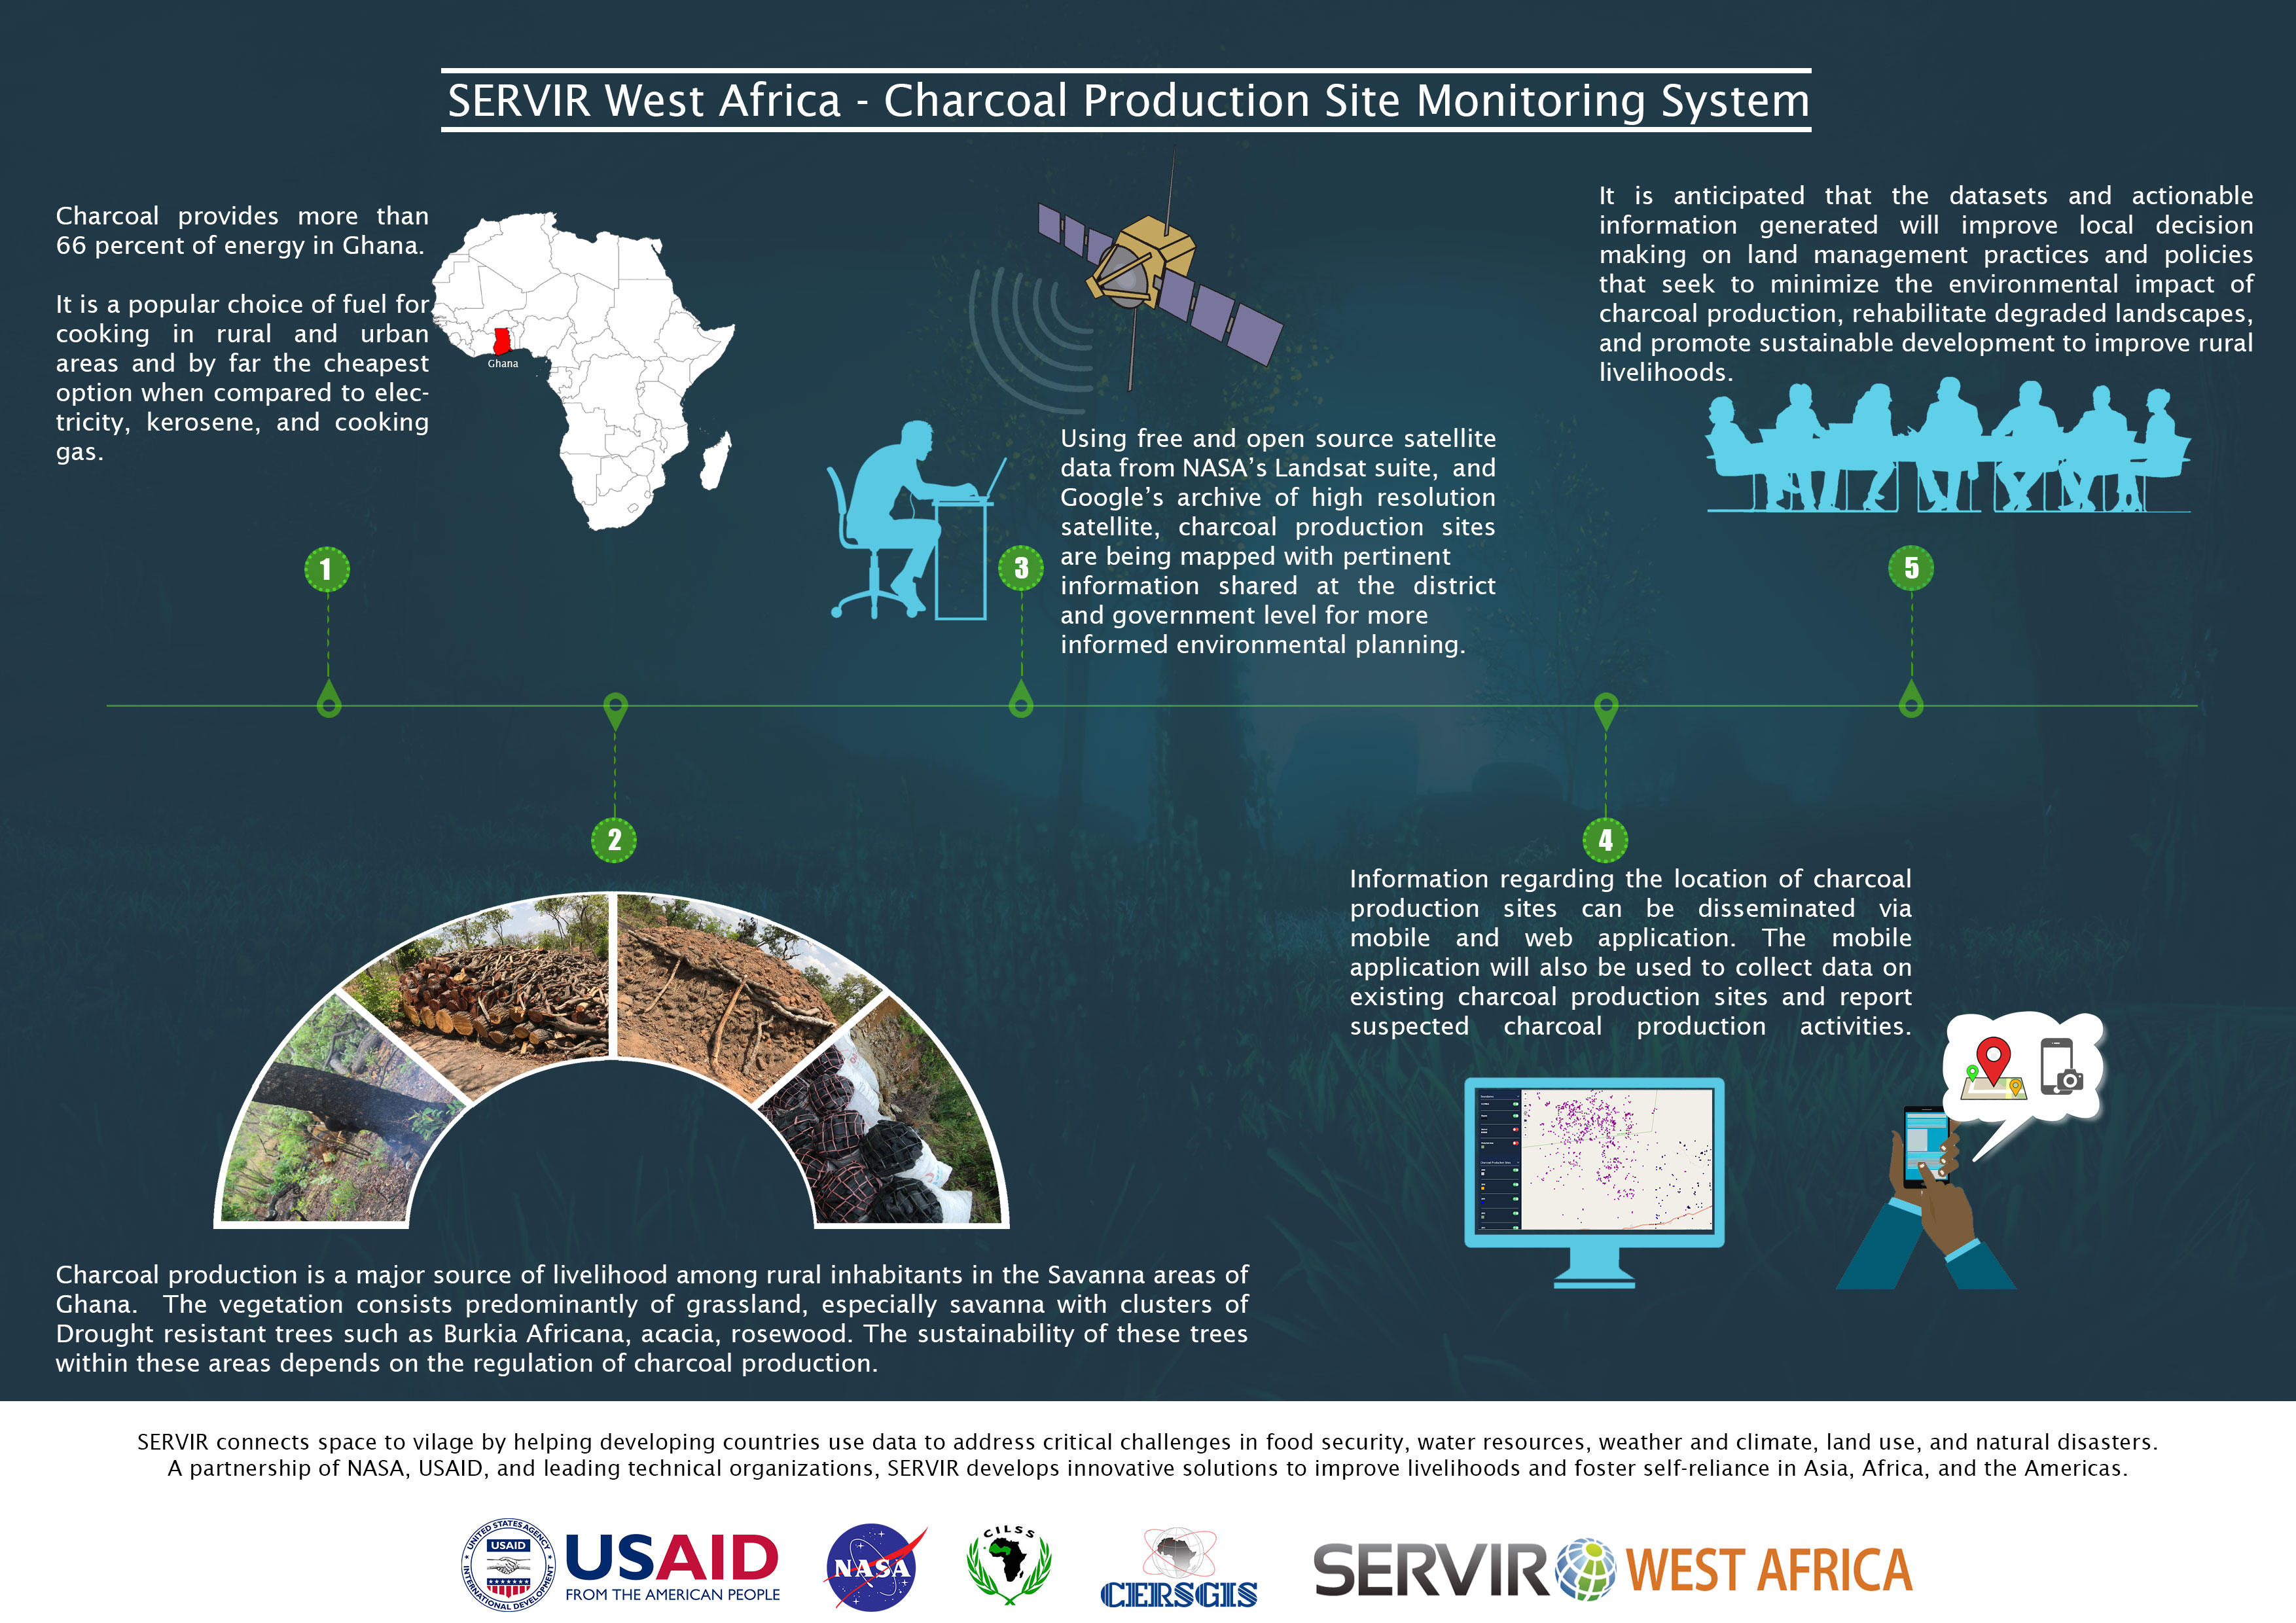 SERVIR West Africa - Charcoal Production Site Monitoring System
Charcoal provides more than
66 percent of energy in Ghana.
It is a popular choice of fuel for
cooking in rural and urban
areas and by far the cheapest
option when compared to elec-
tricity, kerosene, and cooking
gas.
Ghana
1
2
Charcoal production is a major source of livelihood among rural inhabitants in the Savanna areas of
Ghana. The vegetation consists predominantly of grassland, especially savanna with clusters of
Drought resistant trees such as Burkia Africana, acacia, rosewood. The sustainability of these trees
within these areas depends on the regulation of charcoal production.
3
Using free and open source satellite
data from NASA's Landsat suite, and
Google's archive of high resolution
satellite, charcoal production sites
are being mapped with pertinent
information shared at the district
and government level for more
informed environmental planning.
4
Information regarding the location of charcoal
production sites can be disseminated via
mobile and web application. The mobile
application will also be used to collect data on
existing charcoal production sites and report
suspected charcoal production activities.
It is anticipated that the datasets and actionable
information generated will improve local decision
making on land management practices and policies
that seek to minimize the environmental impact of
charcoal production, rehabilitate degraded landscapes,
and promote sustainable development to improve rural
livelihoods.
5
SERVIR connects space to vilage by helping developing countries use data to address critical challenges in food security, water resources, weather and climate, land use, and natural disasters.
A partnership of NASA, USAID, and leading technical organizations, SERVIR develops innovative solutions to improve livelihoods and foster self-reliance in Asia, Africa, and the Americas.
UNITED STATES AGENCY
USAID
INTERNATIONAL DEVELOPMENT
USAID
FROM THE AMERICAN PEOPLE
NASA
CILSS
CERSGIS
SERVIR WEST AFRICA